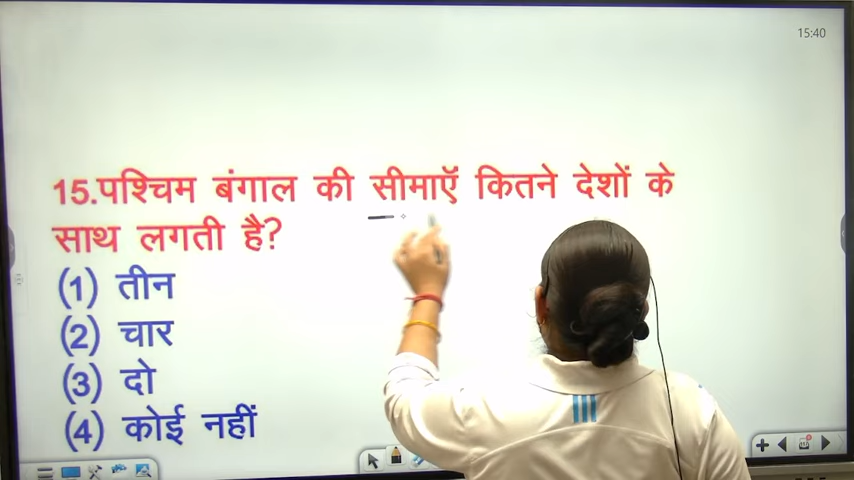 15:40
15.पश्चिम बंगाल की सीमाऍ कितने देशों के
साथ लगती है?
(1) तीन
(2) चार
(3) दो
(4) कोई नहीं